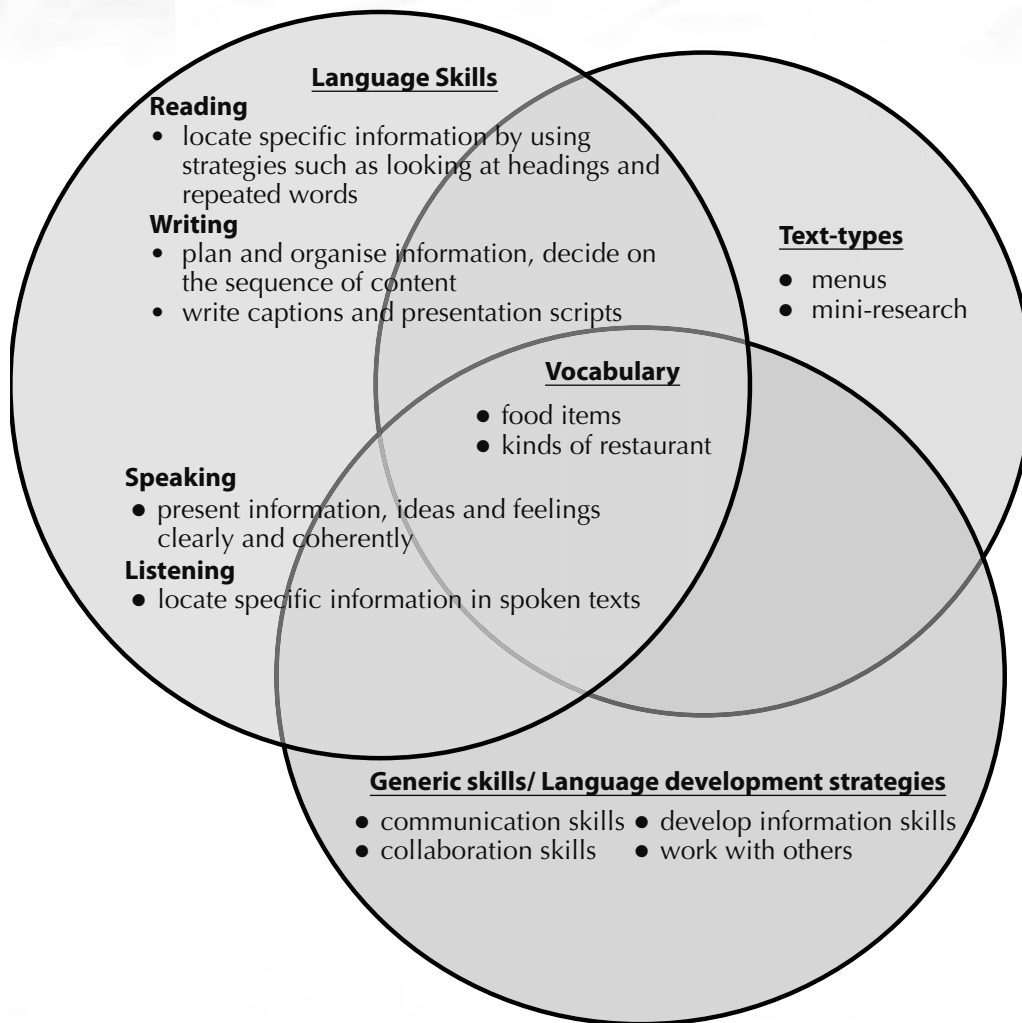 Language Skills
Reading
• locate specific information by using
strategies such as looking at headings and
repeated words
Writing
• plan and organise information, decide on
the sequence of content
• write captions and presentation scripts
Text-types
● menus
● mini-research
Vocabulary
● food items
● kinds of restaurant
Speaking
● present information, ideas and feelings
clearly and coherently
Listening
● locate specific information in spoken texts
Generic skills/ Language development strategies
● communication skills ● develop information skills
● collaboration skills ● work with others